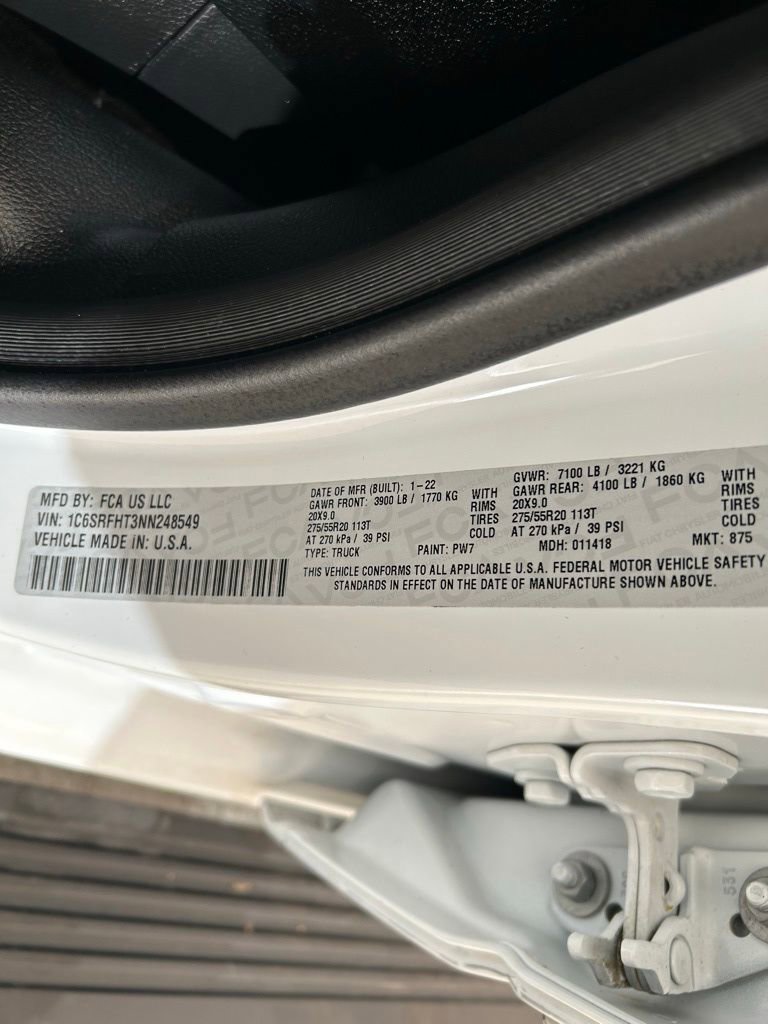 MFD BY: FCA US LLC
VIN: 1C6SRFHT3NN248549
VEHICLE MADE iN: U.S.A.
DATE OF MFR (BUILT): 1-22
GAWR FRONT: 3900 LB / 1770 KG WITH
20X9.0 RIMS
275/55R20 113T TIRES
AT 270 kPa / 39 PSI COLD
TYPE: TRUCK PAINT: PW7
GVWR: 7100 LB / 3221 KG
GAWR REAR: 4100 LB / 1860 KG WITH
20X9.0 RIMS
275/55R20 113T TIRES
AT 270 kPa / 39 PSI COLD
MDH: 011418 MKT: 875
THIS VEHICLE CONFORMS TO ALL APPLICABLE U.S.A. FEDERAL MOTOR VEHICLE SAFETY
STANDARDS IN EFFECT ON THE DATE OF MANUFACTURE SHOWN ABOVE.
531